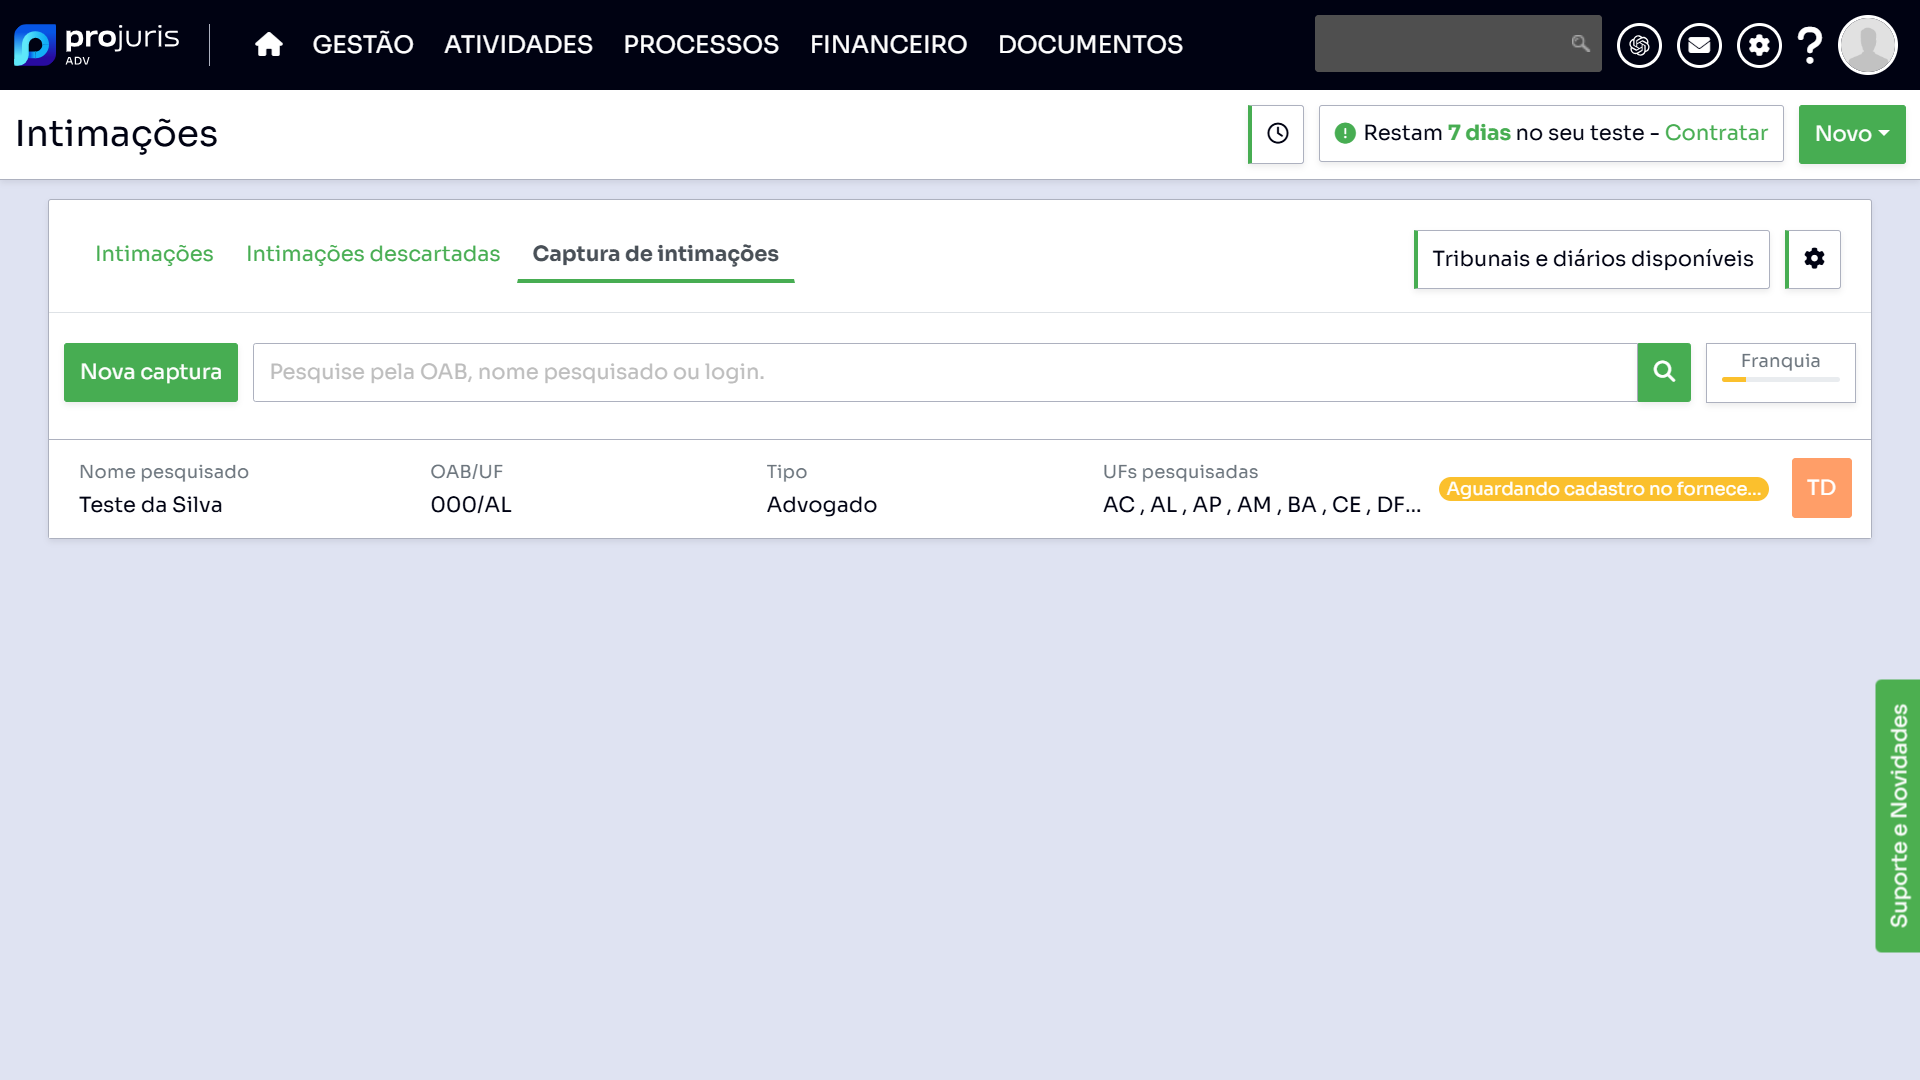 projuris
ADV
GESTÃO
ATIVIDADES
PROCESSOS
FINANCEIRO
DOCUMENTOS
Intimações
Restam 7 dias no seu teste - Contratar
Novo
Intimações
Intimações descartadas
Captura de intimações
Tribunais e diários disponíveis
Nova captura
Pesquise pela OAB, nome pesquisado ou login.
Franquia
Nome pesquisado
OAB/UF
Tipo
UFs pesquisadas
Teste da Silva
000/AL
Advogado
AC , AL , AP , AM , BA , CE , DF...
Aguardando cadastro no fornece...
TD
Suporte e Novidades